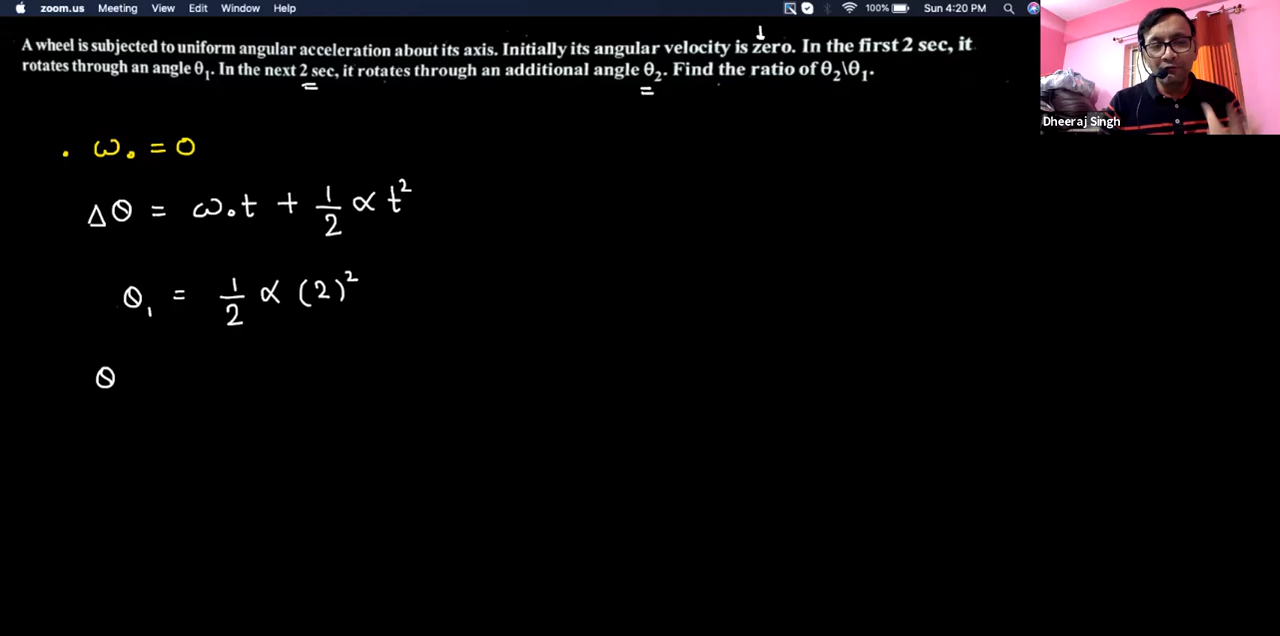 zoom.us Meeting View Edit Window Help 100% Sun 4:20 PM
A wheel is subjected to uniform angular acceleration about its axis. Initially its angular velocity is zero. In the first 2 sec, it
rotates through an angle θ₁. In the next 2 sec, it rotates through an additional angle θ₂. Find the ratio of θ₂\θ₁.
Dheeraj Singh
. ω₀ = 0
Δθ = ω₀t + 1/2 αt²
θ₁ = 1/2 α (2)²
θ